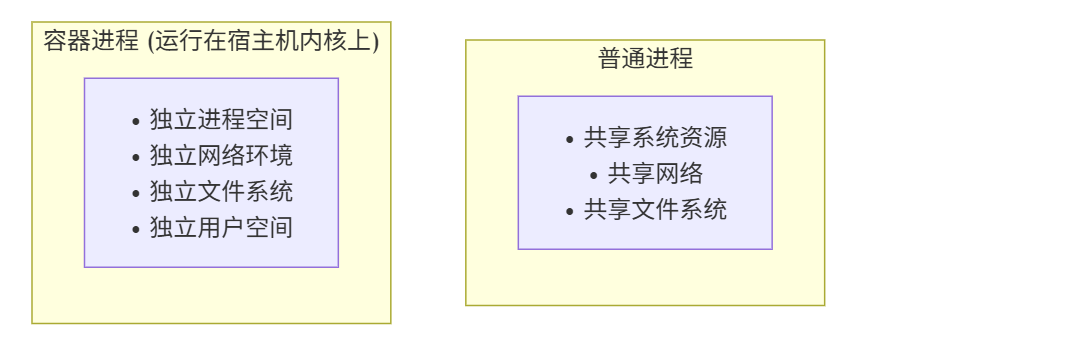 容器进程 (运行在宿主机内核上)
• 独立进程空间
• 独立网络环境
• 独立文件系统
• 独立用户空间
普通进程
• 共享系统资源
• 共享网络
• 共享文件系统